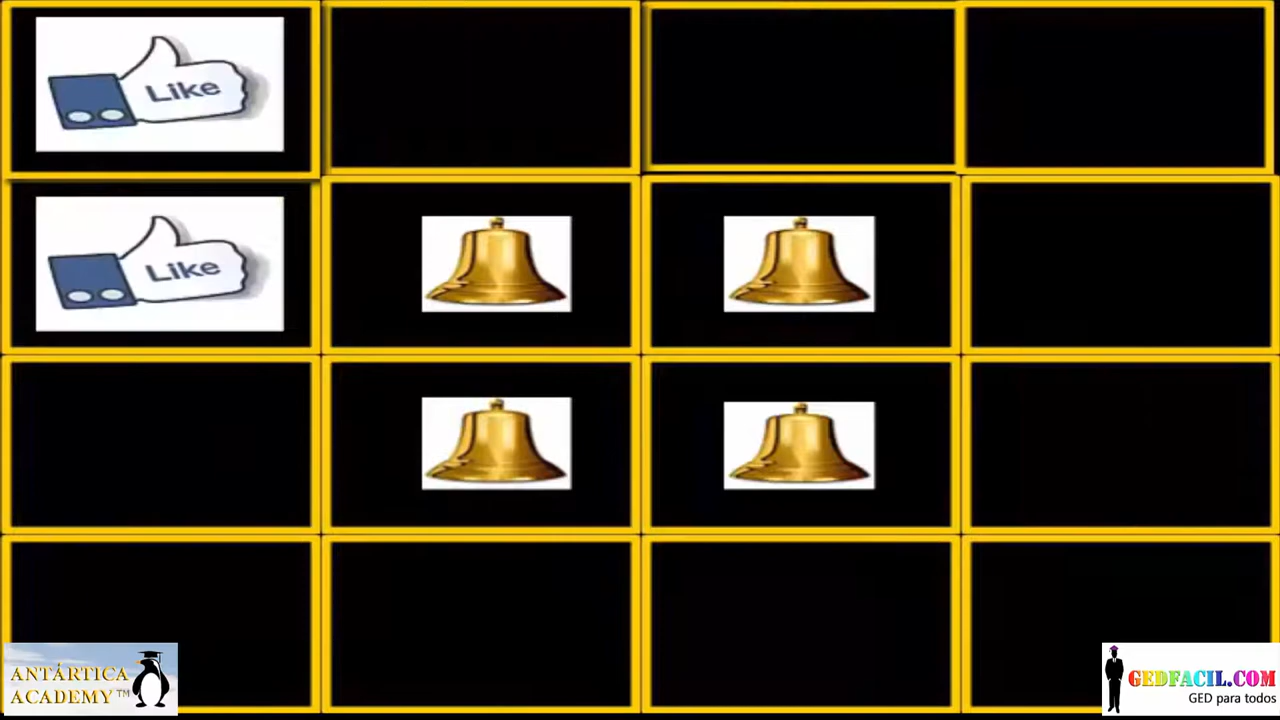 Like
Like
ANTÁRTICA
ACADEMY™
GEDFACIL.COM
GED para todos